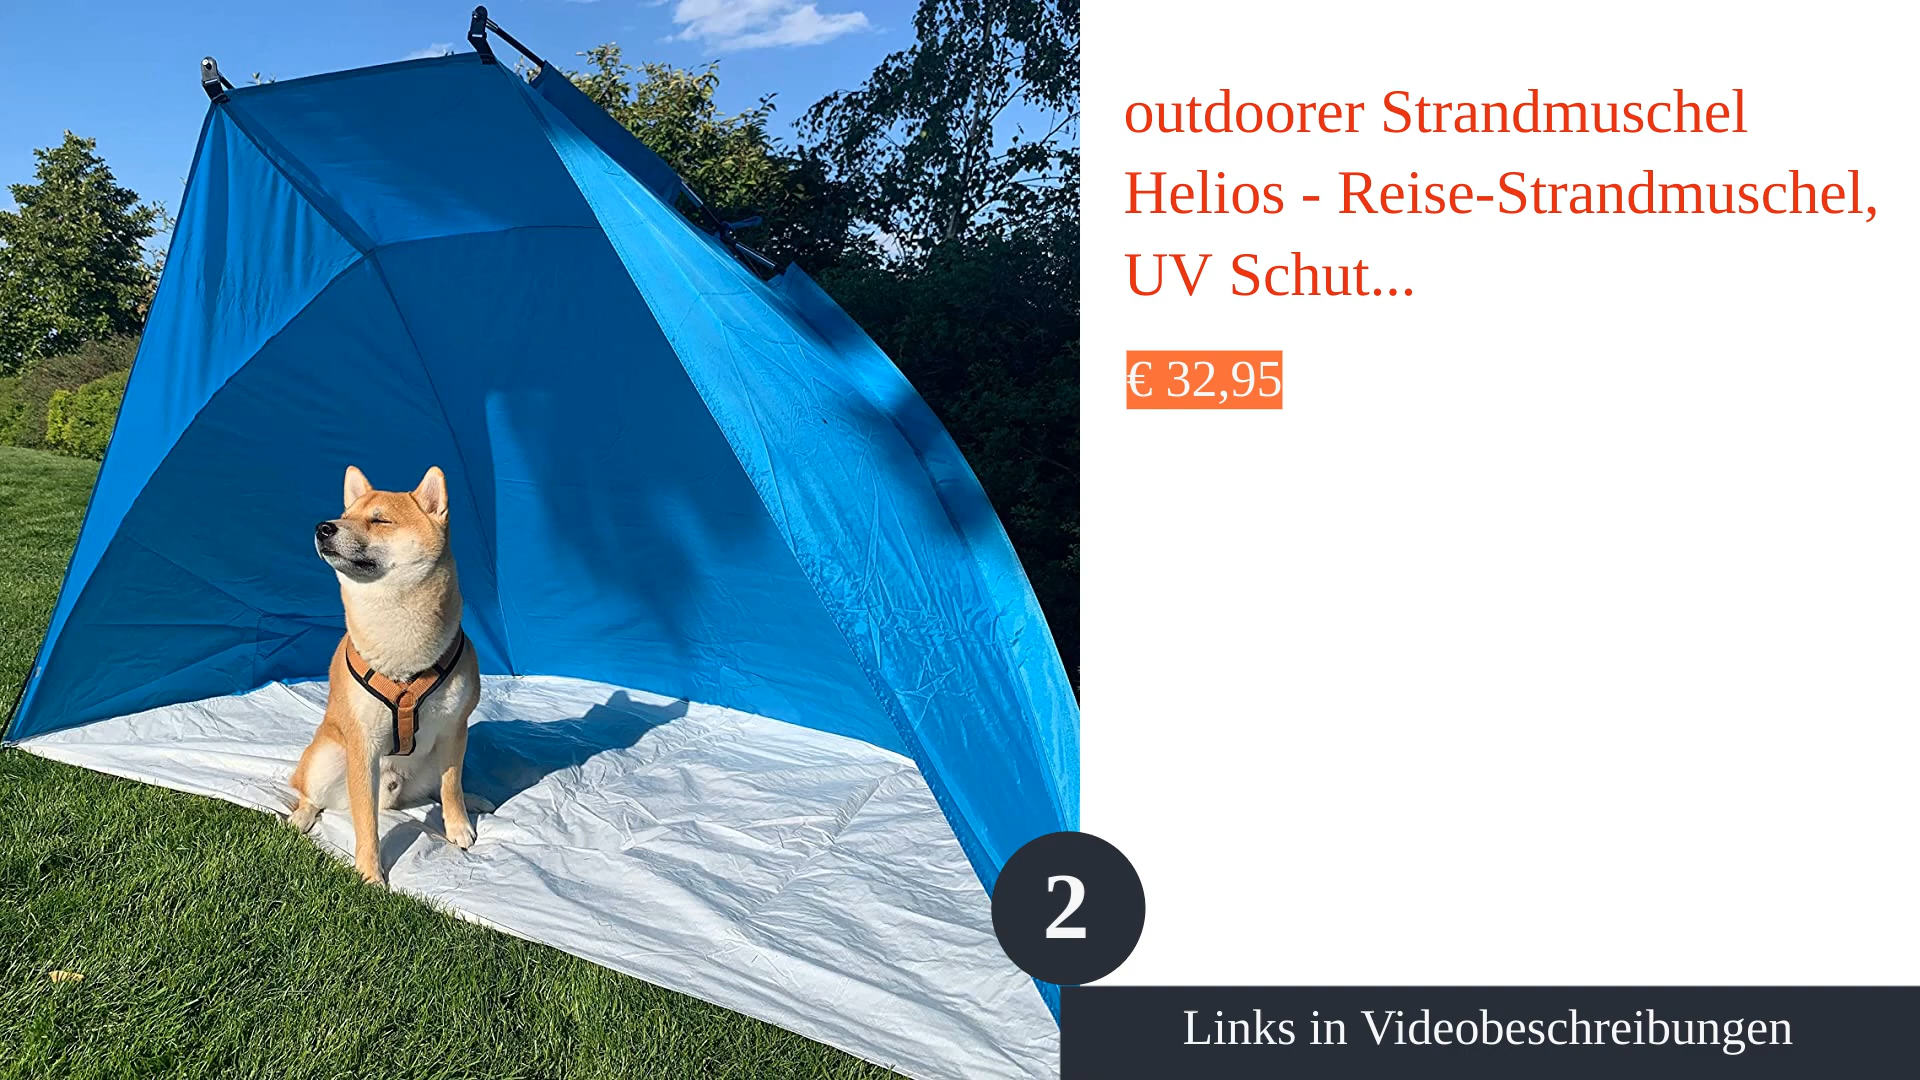 outdoorer Strandmuschel
Helios - Reise-Strandmuschel,
UV Schut...
€ 32,95
2
Links in Videobeschreibungen